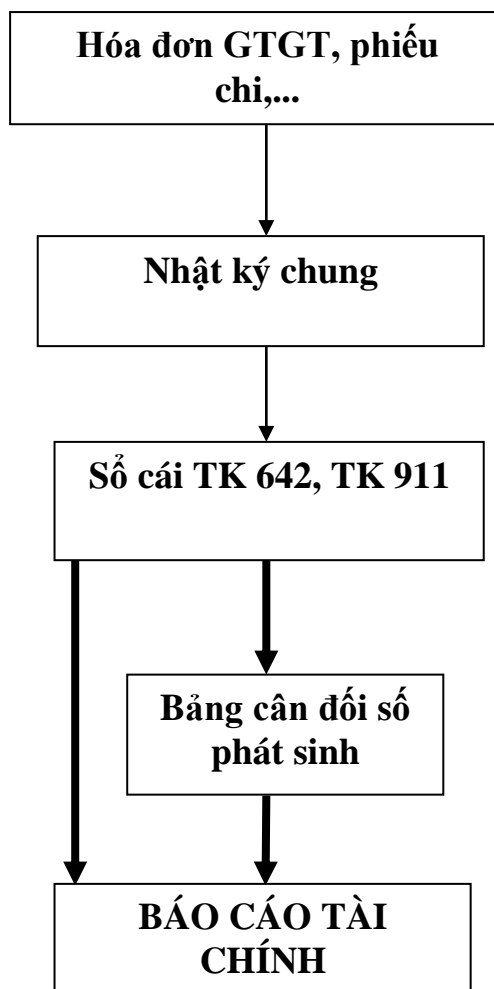 Hóa đơn GTGT, phiếu
chi,...
Nhật ký chung
Sổ cái TK 642, TK 911
Bảng cân đối số
phát sinh
BÁO CÁO TÀI
CHÍNH